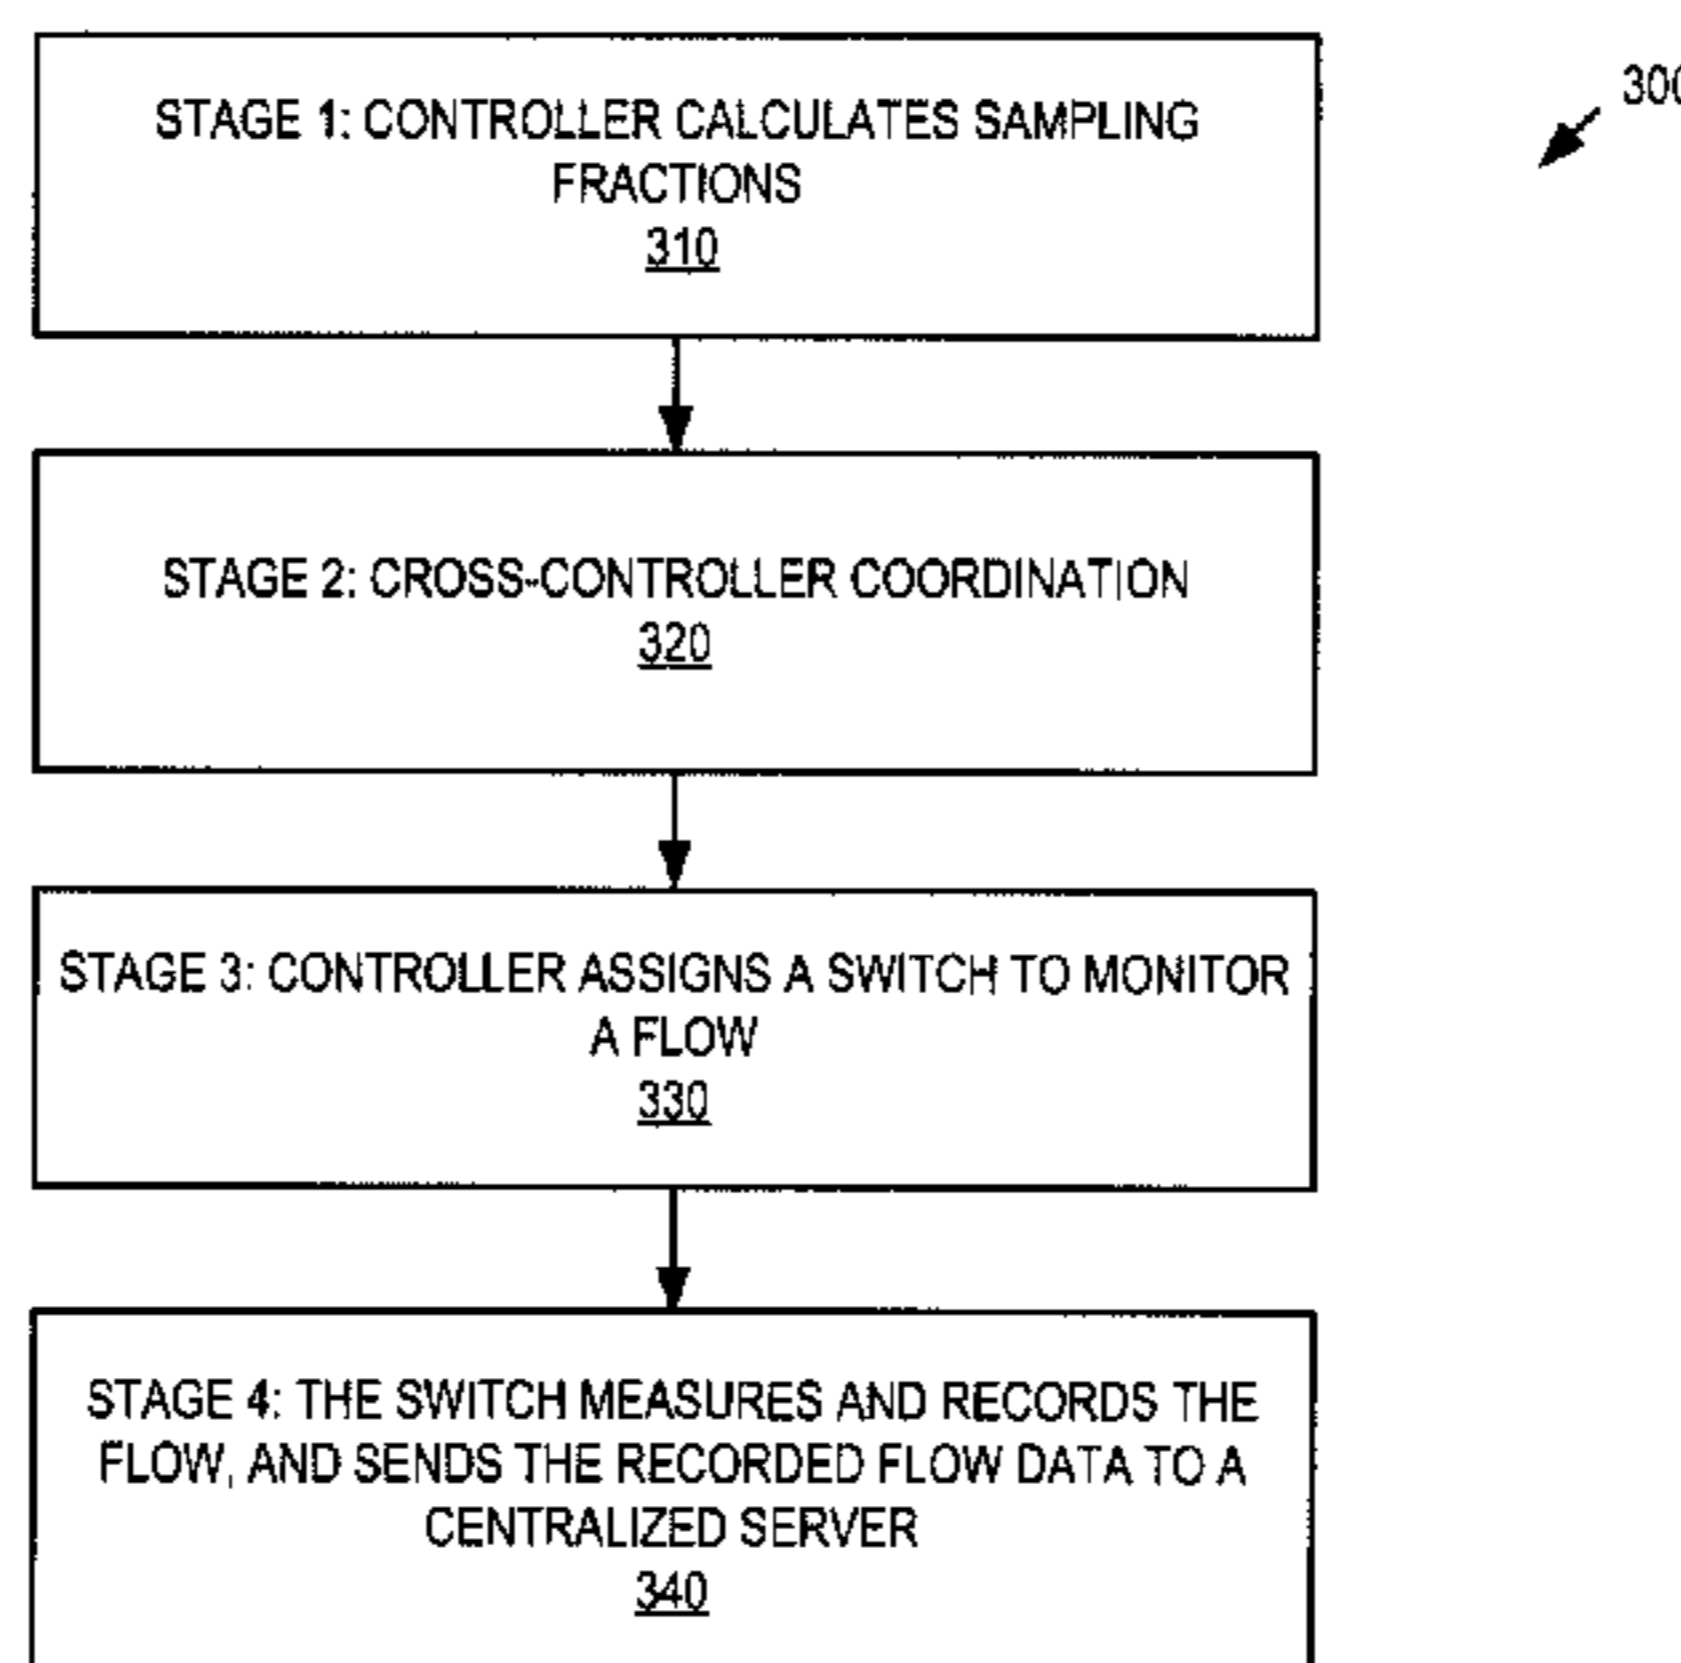 300
STAGE 1: CONTROLLER CALCULATES SAMPLING
FRACTIONS
310
STAGE 2: CROSS-CONTROLLER COORDINATION
320
STAGE 3: CONTROLLER ASSIGNS A SWITCH TO MONITOR
A FLOW
330
STAGE 4: THE SWITCH MEASURES AND RECORDS THE
FLOW, AND SENDS THE RECORDED FLOW DATA TO A
CENTRALIZED SERVER
340